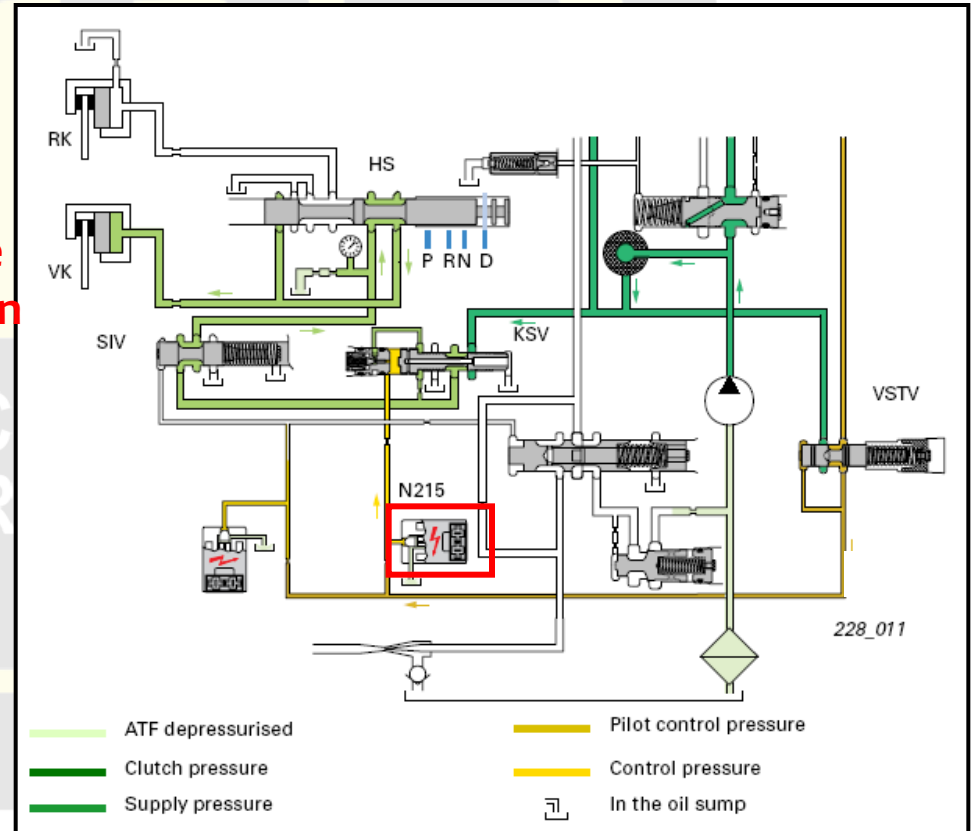 RK
HS
VK
P RN D
e
n
SIV
KSV
VSTV
N215
228_011
ATF depressurised
Clutch pressure
Supply pressure
Pilot control pressure
Control pressure
In the oil sump